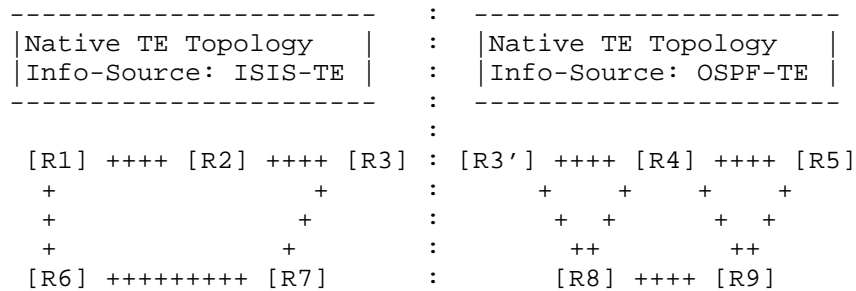 -----------------------   :   -----------------------
|Native TE Topology   |   :   |Native TE Topology   |
|Info-Source: ISIS-TE |   :   |Info-Source: OSPF-TE |
-----------------------   :   -----------------------
                          :
 [R1] ++++ [R2] ++++ [R3] : [R3'] ++++ [R4] ++++ [R5]
  +                +      :      +    +    +    +
  +               +       :       +  +      +  +
  +              +        :        ++        ++
 [R6] +++++++++ [R7]      :       [R8] ++++ [R9]